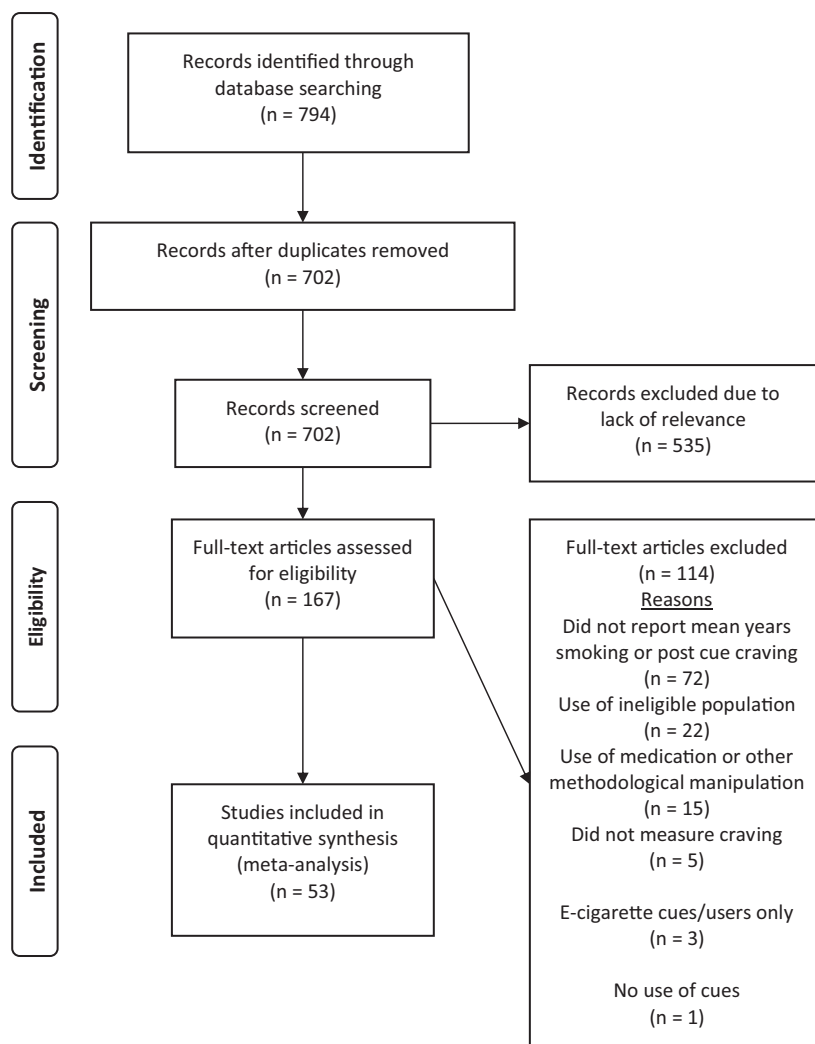 Identification
Records identified through
database searching
(n = 794)
Screening
Records after duplicates removed
(n = 702)
Records screened
(n = 702)
Records excluded due to
lack of relevance
(n = 535)
Eligibility
Full-text articles assessed
for eligibility
(n = 167)
Full-text articles excluded
(n = 114)
Reasons
Did not report mean years
smoking or post cue craving
(n = 72)
Use of ineligible population
(n = 22)
Use of medication or other
methodological manipulation
(n = 15)
Did not measure craving
(n = 5)
E-cigarette cues/users only
(n = 3)
No use of cues
(n = 1)
Included
Studies included in
quantitative synthesis
(meta-analysis)
(n = 53)